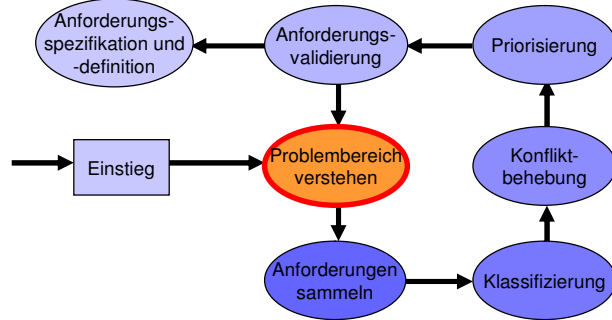 Anforderungs-
spezifikation und
-definition
Anforderungs-
validierung
Priorisierung
Einstieg
Problembereich
verstehen
Konflikt-
behebung
Anforderungen
sammeln
Klassifizierung